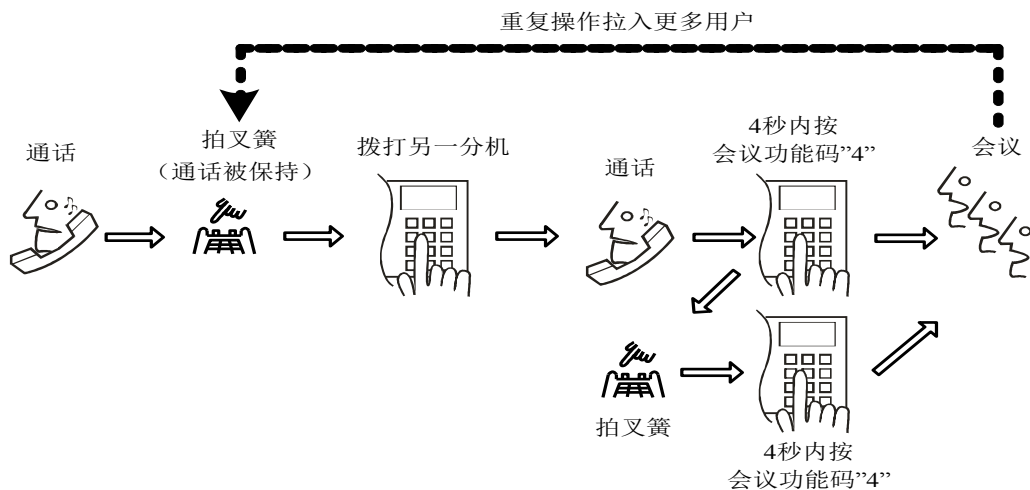 重复操作拉入更多用户
通话
拍叉簧
（通话被保持）
拨打另一分机
通话
4秒内按
会议功能码”4”
会议
拍叉簧
4秒内按
会议功能码”4”